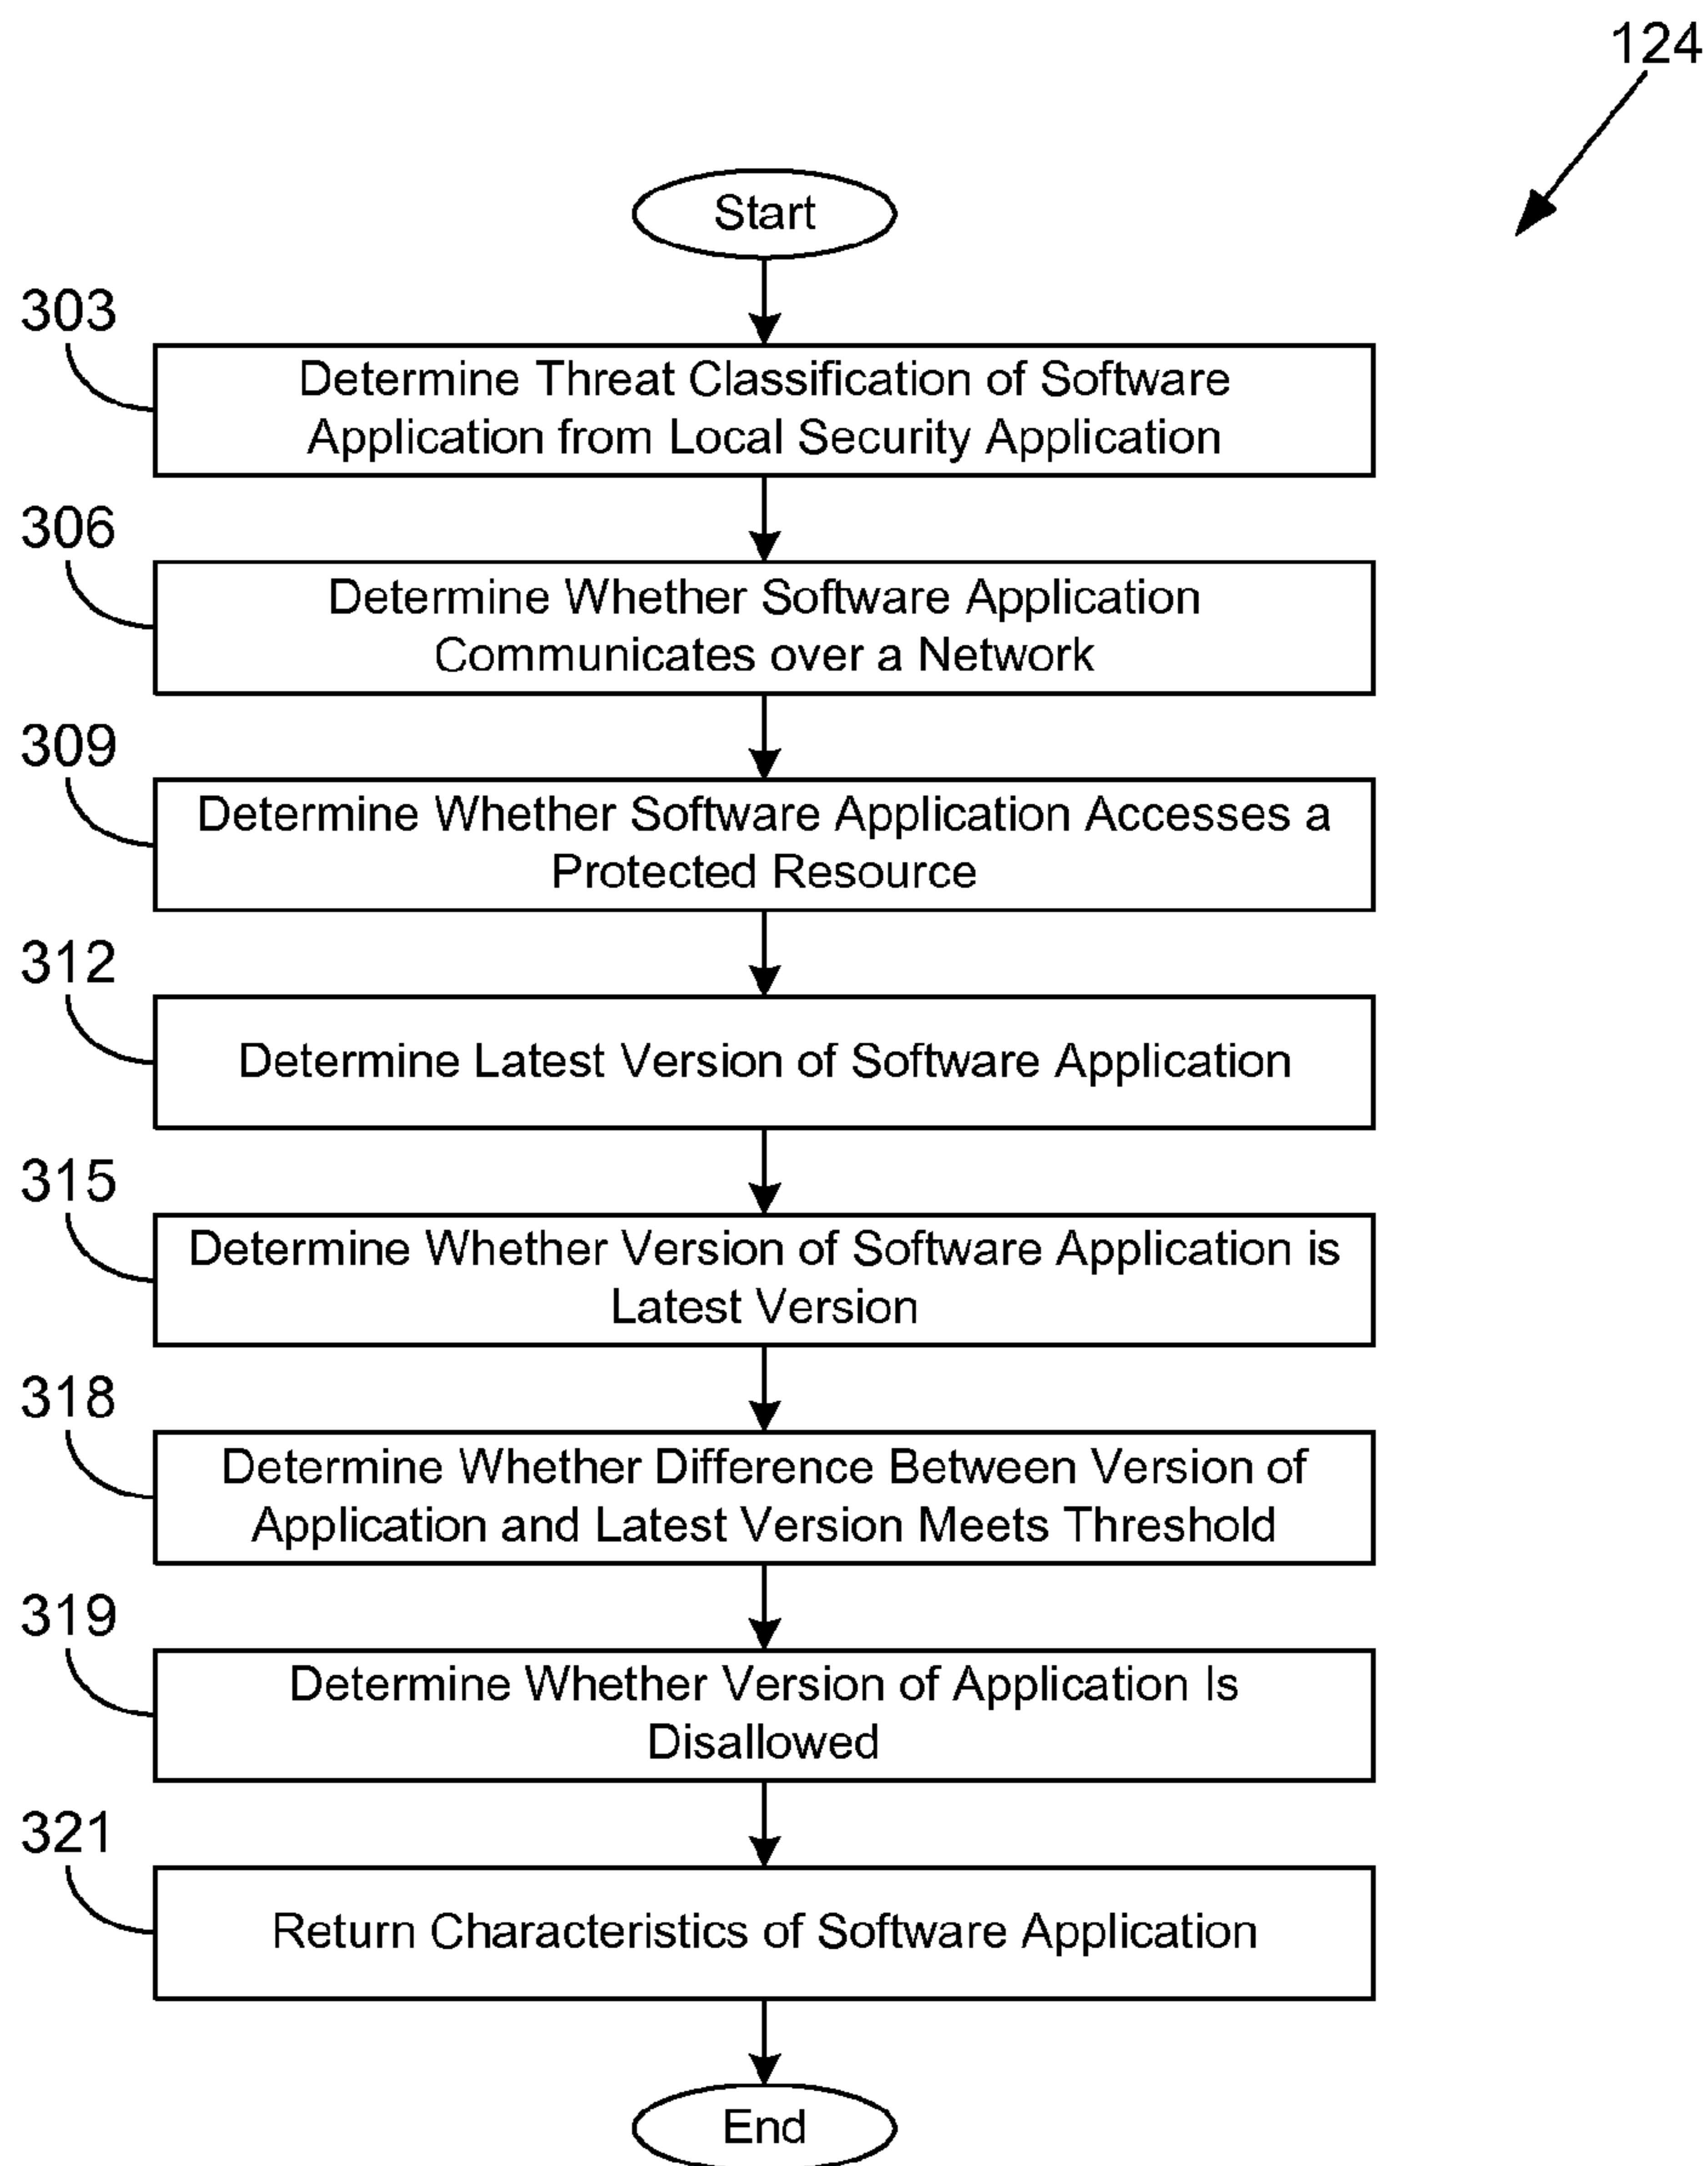 124
Start
303
Determine Threat Classification of Software
Application from Local Security Application
306
Determine Whether Software Application
Communicates over a Network
309
Determine Whether Software Application Accesses a
Protected Resource
312
Determine Latest Version of Software Application
315
Determine Whether Version of Software Application is
Latest Version
318
Determine Whether Difference Between Version of
Application and Latest Version Meets Threshold
319
Determine Whether Version of Application Is
Disallowed
321
Return Characteristics of Software Application
End